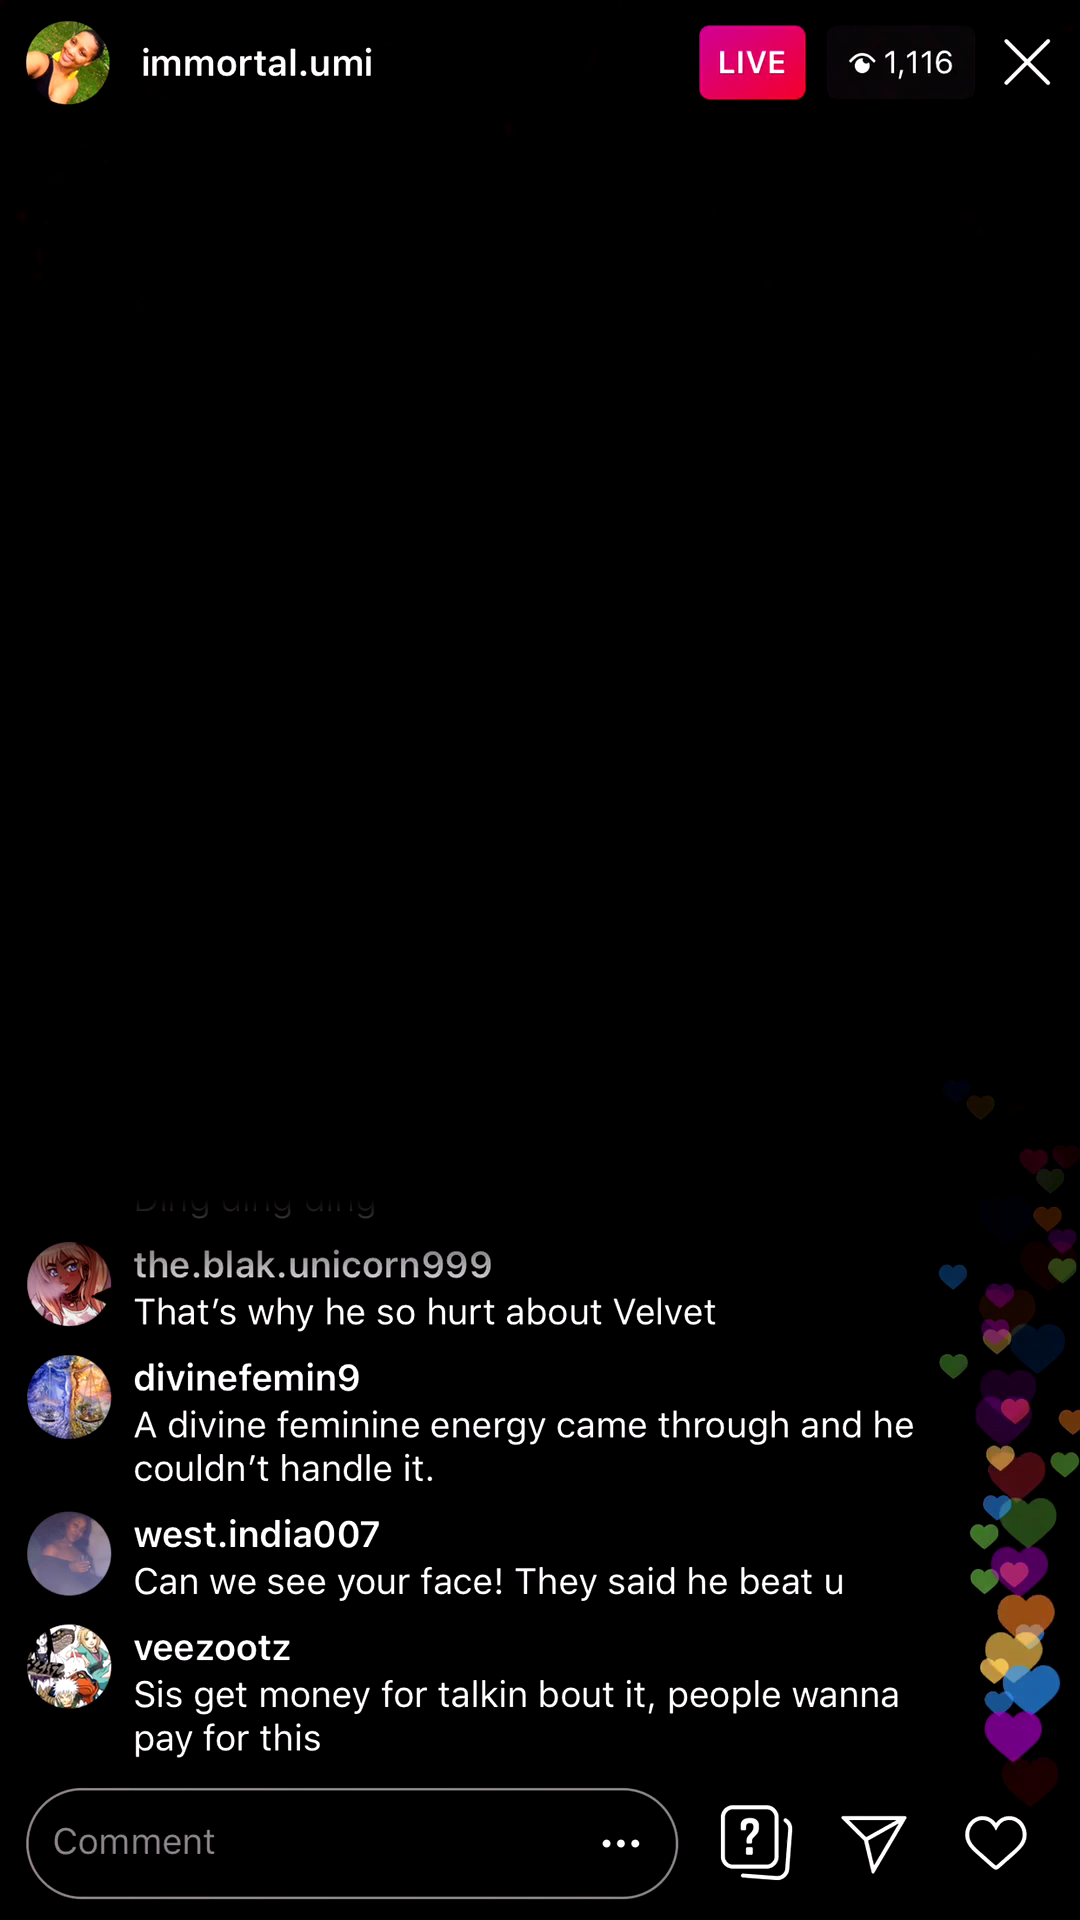 immortal.umi
LIVE
1,116
Ding ding ding
the.blak.unicorn999
That’s why he so hurt about Velvet
divinefemin9
A divine feminine energy came through and he
couldn’t handle it.
west.india007
Can we see your face! They said he beat u
veezootz
Sis get money for talkin bout it, people wanna
pay for this
Comment